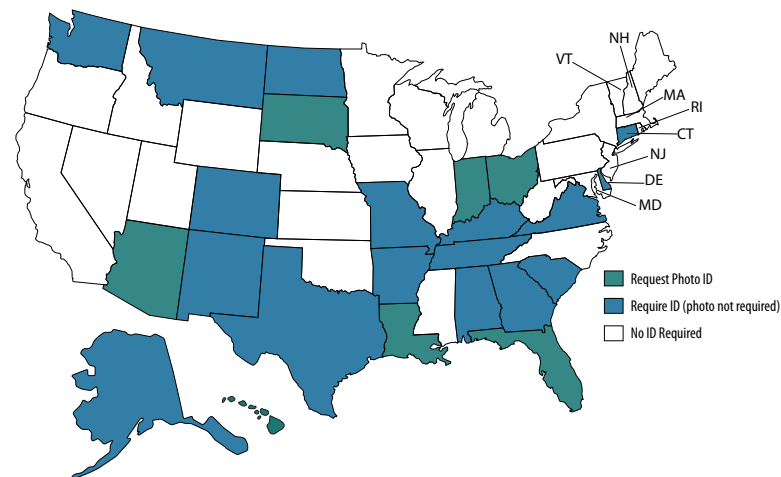 NH
VT
MA
RI
CT
NJ
DE
MD
Request Photo ID
Require ID (photo not required)
No ID Required